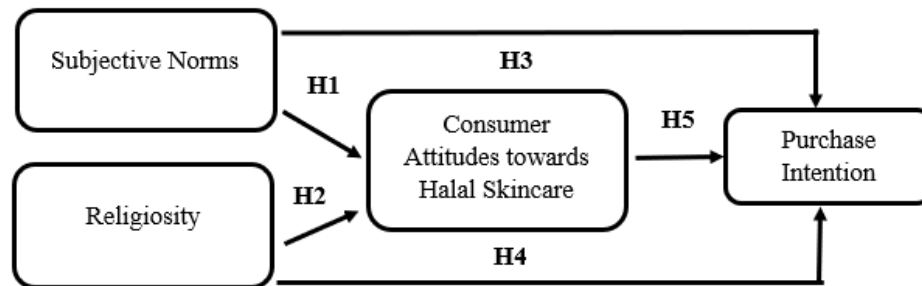 Subjective Norms
H3
H1
Consumer
Attitudes towards
Halal Skincare
H5
Purchase
Intention
Religiosity
H2
H4